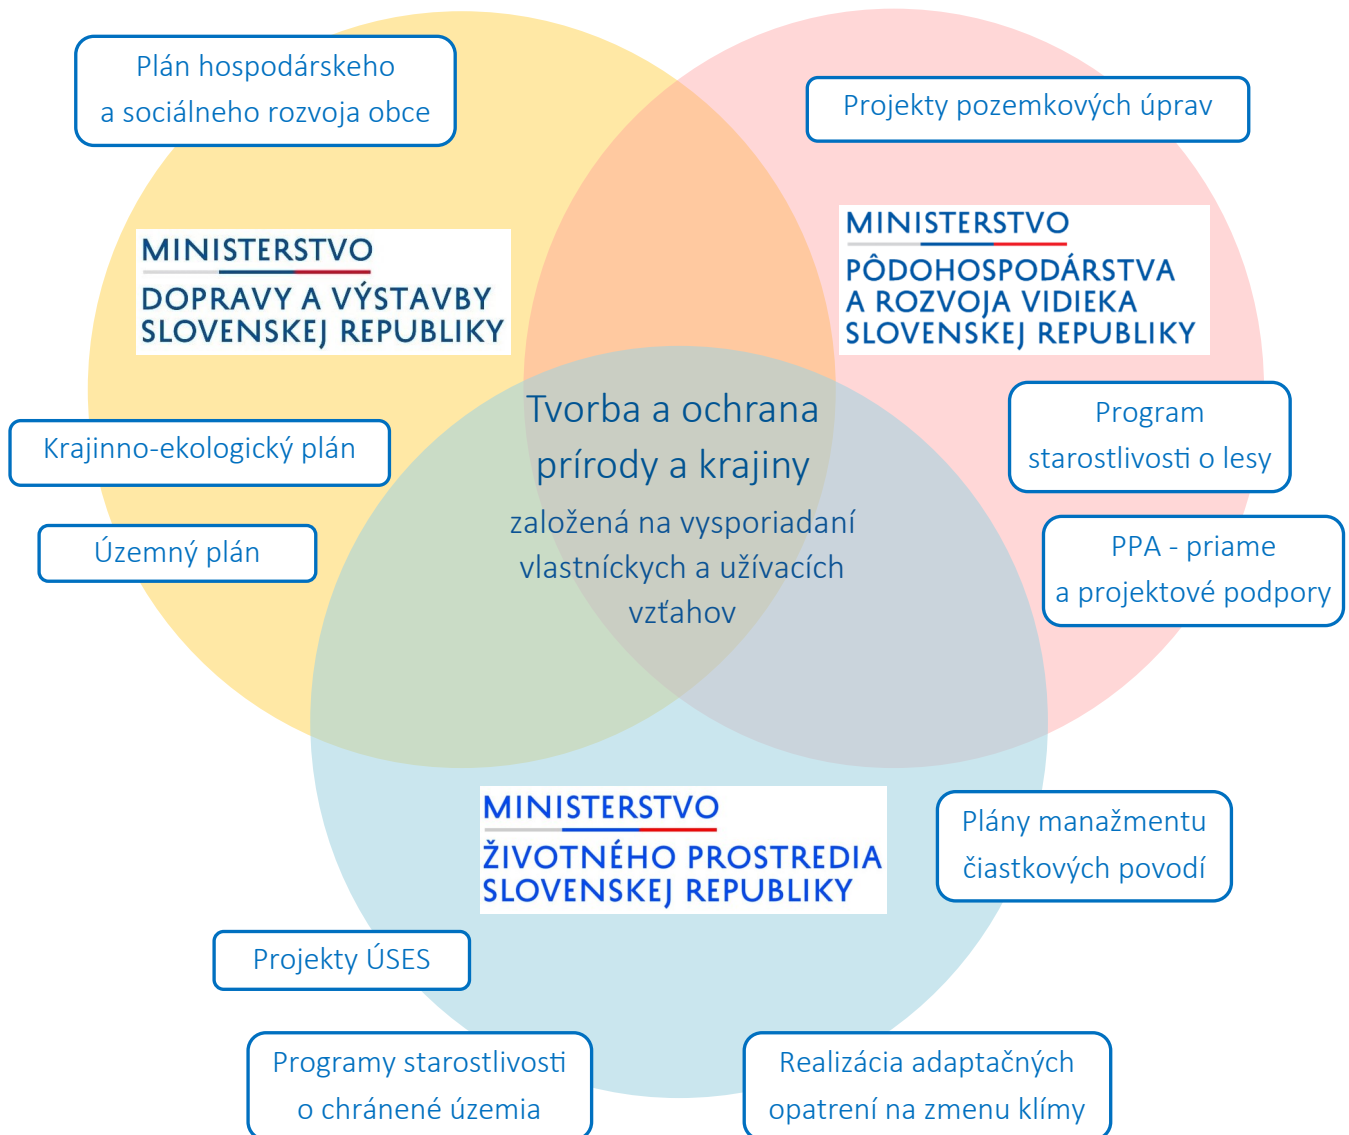 Plán hospodárskeho
a sociálneho rozvoja obce
Projekty pozemkových úprav
MINISTERSTVO
DOPRAVY A VÝSTAVBY
SLOVENSKEJ REPUBLIKY
MINISTERSTVO
PÔDOHOSPODÁRSTVA
A ROZVOJA VIDIEKA
SLOVENSKEJ REPUBLIKY
Tvorba a ochrana
prírody a krajiny
založená na vysporiadaní
vlastníckych a užívacích
vzťahov
Krajinno-ekologický plán
Územný plán
Program
starostlivosti o lesy
PPA - priame
a projektové podpory
MINISTERSTVO
ŽIVOTNÉHO PROSTREDIA
SLOVENSKEJ REPUBLIKY
Plány manažmentu
čiastkových povodí
Projekty ÚSES
Programy starostlivosti
o chránené územia
Realizácia adaptačných
opatrení na zmenu klímy